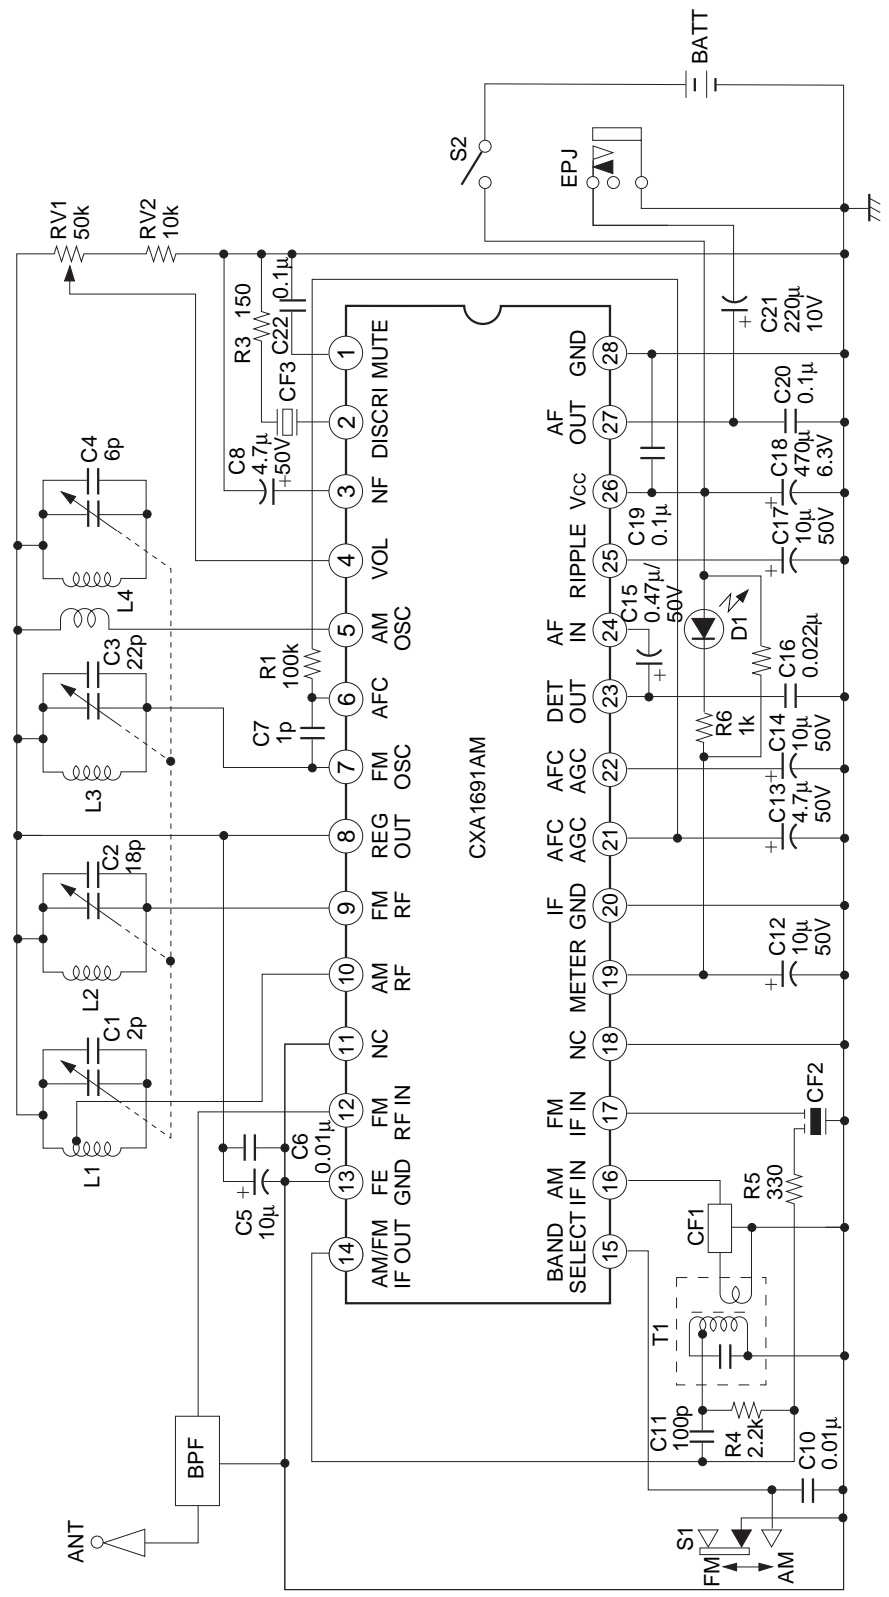 ANT
BPF
L1
C1
2p
L2
C2
18p
L3
C3
22p
L4
C4
6p
RV1
50k
RV2
10k
C5
10μ
C6
0.01μ
C7
1p
R1
100k
C8
4.7μ
50V
CF3
R3
150
C22
0.1μ
14
13
12
11
10
9
8
7
6
5
4
3
2
1
AM/FM
IF OUT
FE
GND
FM
RF IN
NC
AM
RF
FM
RF
REG
OUT
FM
OSC
AFC
AM
OSC
VOL
NF
DISCRI
MUTE
CXA1691AM
BAND
SELECT
AM
IF IN
FM
IF IN
NC
METER
IF
GND
AFC
AGC
AFC
AGC
DET
OUT
AF
IN
RIPPLE
VCC
AF
OUT
GND
15
16
17
18
19
20
21
22
23
24
25
26
27
28
T1
CF1
C11
100p
R4
2.2k
R5
330
CF2
C10
0.01μ
S1
FM
AM
C12
10μ
50V
C13
4.7μ
50V
C14
10μ
50V
R6
1k
C16
0.022μ
D1
C15
0.47μ/
50V
C19
0.1μ
C17
10μ
50V
C18
470μ
6.3V
C20
0.1μ
C21
220μ
10V
EPJ
S2
BATT